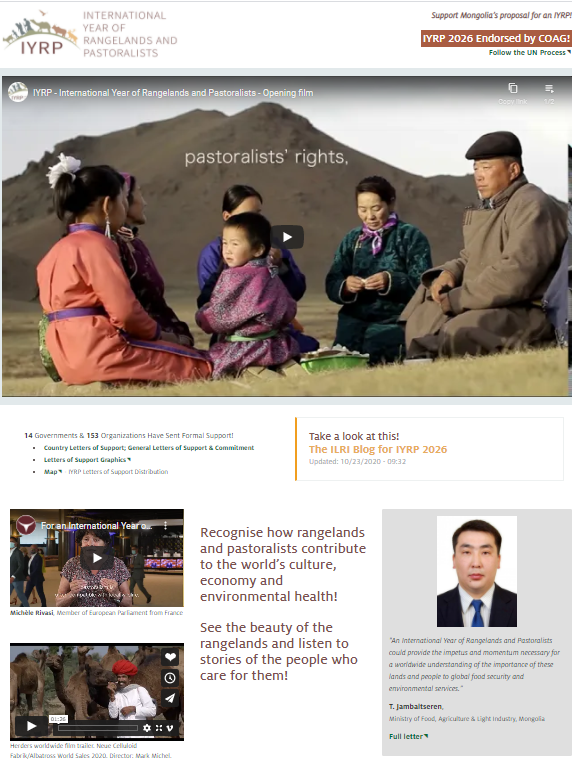 IYRP
INTERNATIONAL
YEAR OF
RANGELANDS AND
PASTORALISTS
Support Mongolia's proposal for an IYRP!
IYRP 2026 Endorsed by COAG!
Follow the UN Process
IYRP - International Year of Rangelands and Pastoralists - Opening film
Copy link
1/2
pastoralists' rights,
14 Governments & 153 Organizations Have Sent Formal Support!
Country Letters of Support; General Letters of Support & Commitment
Letters of Support Graphics
Map - IYRP Letters of Support Distribution
Take a look at this!
The ILRI Blog for IYRP 2026
Updated: 10/23/2020 - 09:32
For an International Year o...
Michèle Rivasi, Member of European Parliament from France
01:26
Herders worldwide film trailer. Neue Celluloid
Fabrik/Albatross World Sales 2020. Director: Mark Michel.
Recognise how rangelands
and pastoralists contribute
to the world's culture,
economy and
environmental health!
See the beauty of the
rangelands and listen to
stories of the people who
care for them!
"An International Year of Rangelands and Pastoralists
could provide the impetus and momentum necessary for
a worldwide understanding of the importance of these
lands and people to global food security and
environmental services."
T. Jambaltseren,
Ministry of Food, Agriculture & Light Industry, Mongolia
Full letter